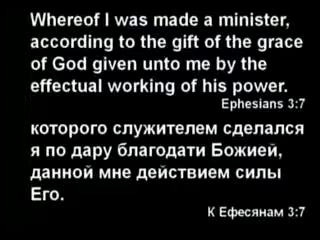 Whereof I was made a minister,
according to the gift of the grace
of God given unto me by the
effectual working of his power.
Ephesians 3:7
которого служителем сделался
я по дару благодати Божией,
данной мне действием силы
Его.
К Ефесянам 3:7